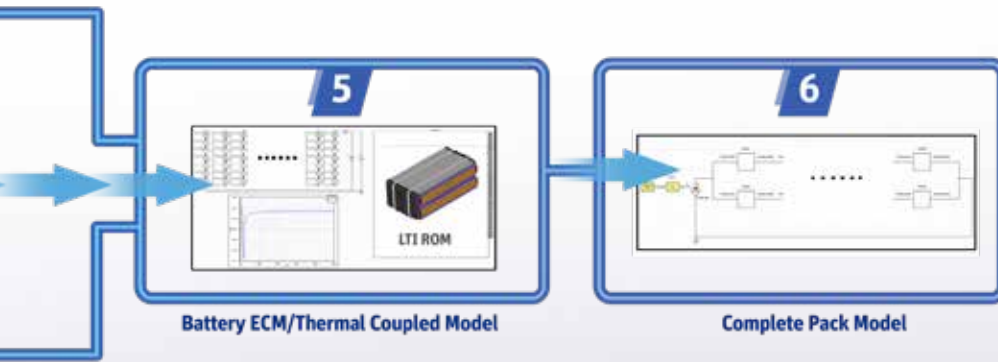 5
LTI ROM
Battery ECM/Thermal Coupled Model
6
Complete Pack Model